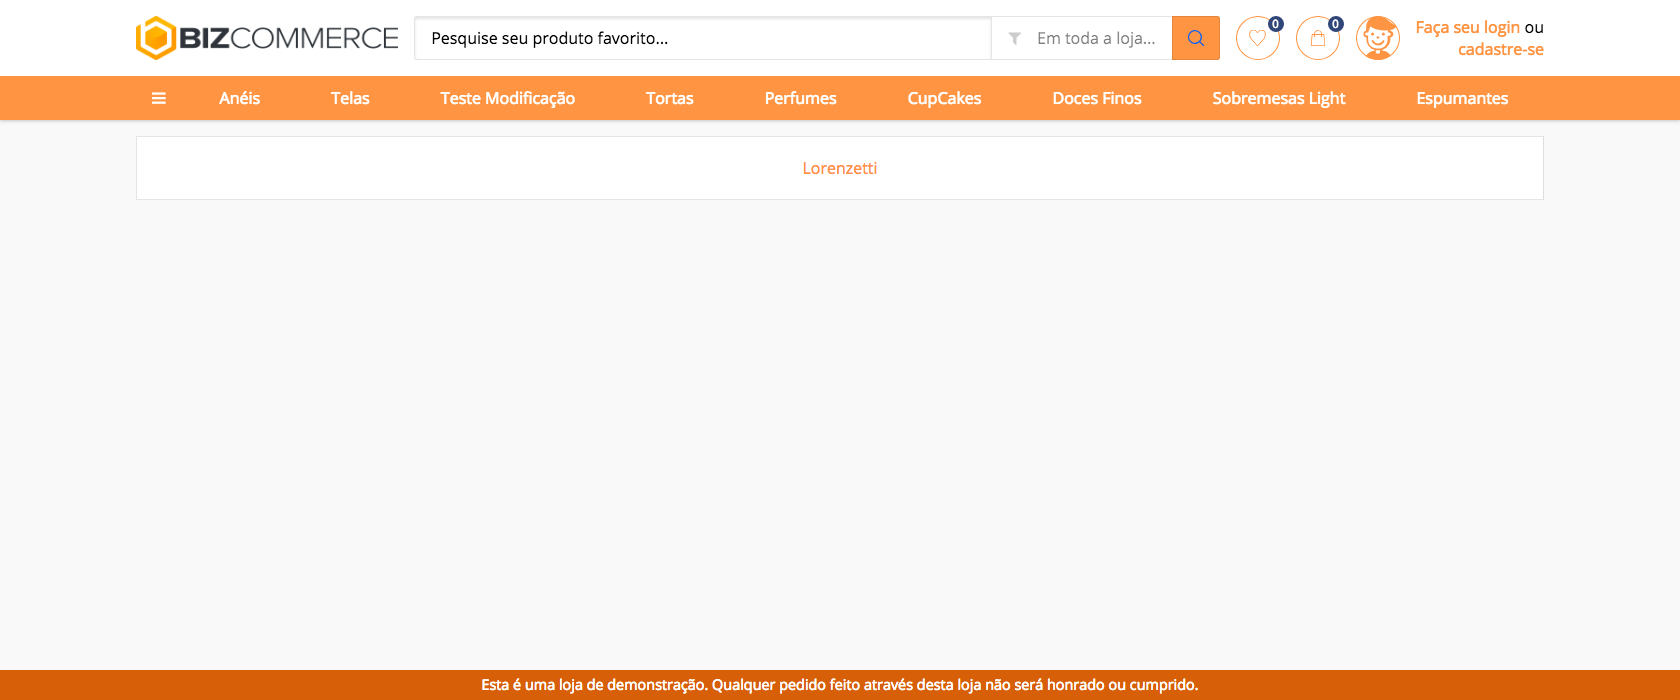 BIZCOMMERCE
Pesquise seu produto favorito...
Em toda a loja...
0
0
Faça seu login ou
cadastre-se
Anéis
Telas
Teste Modificação
Tortas
Perfumes
CupCakes
Doces Finos
Sobremesas Light
Espumantes
Lorenzetti
Esta é uma loja de demonstração. Qualquer pedido feito através desta loja não será honrado ou cumprido.